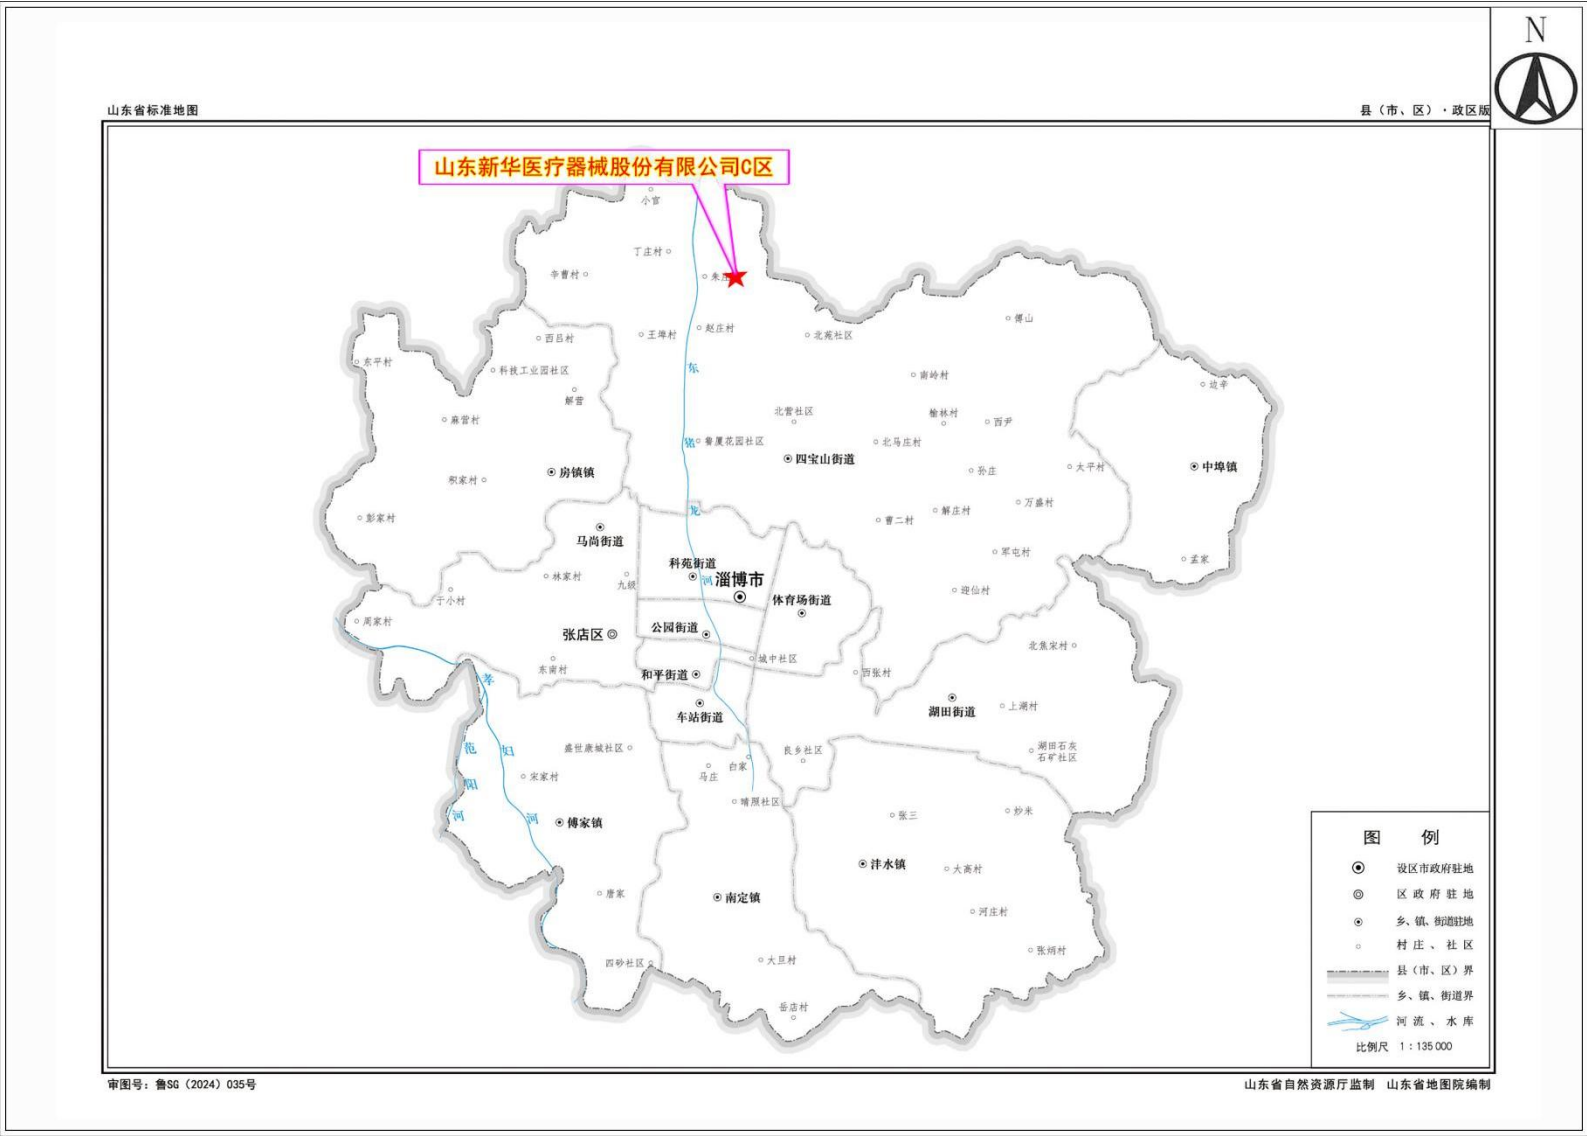 N
山东省标准地图
县（市、区）·政区版
山东新华医疗器械股份有限公司C区
小官
丁庄村
辛曹村
朱庄
傅山
西吕村
王埠村
赵庄村
北苑社区
东平村
科技工业园社区
东
南岭村
边辛
解营
北营社区
榆林村
麻营村
西尹
猪
鲁厦花园社区
北马庄村
四宝山街道
孙庄
太平村
中埠镇
房镇镇
积家村
彭家村
龙
万盛村
解庄村
曹二村
马尚街道
军屯村
科苑街道
孟家
林家村
九级
河
淄博市
迎仙村
于小村
体育场街道
周家村
公园街道
张店区
北焦宋村
东南村
城中社区
和平街道
西张村
孝
湖田街道
上湖村
车站街道
范
妇
盛世康城社区
良乡社区
湖田石灰
石矿社区
宋家村
马庄
白家
阳
晴照社区
河
河
傅家镇
张三
炒米
沣水镇
大高村
唐家
南定镇
河庄村
四砂社区
大旦村
张炳村
岳店村
图 例
设区市政府驻地
区政府驻地
乡、镇、街道驻地
村庄、社区
县（市、区）界
乡、镇、街道界
河流、水库
比例尺 1：135 000
审图号：鲁SG（2024）035号
山东省自然资源厅监制 山东省地图院编制